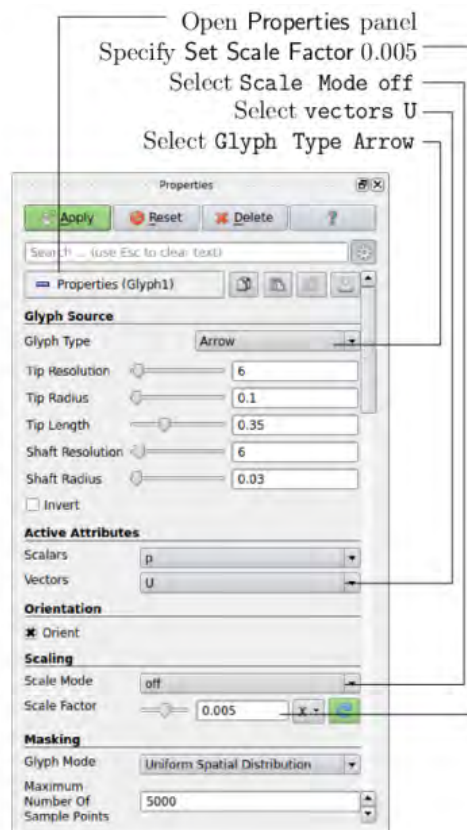 Open Properties panel
Specify Set Scale Factor 0.005
Select Scale Mode off
Select vectors U
Select Glyph Type Arrow
Properties
Apply Reset Delete ?
Search ... (use Esc to clear text)
Properties (Glyph1)
Glyph Source
Glyph Type Arrow
Tip Resolution 6
Tip Radius 0.1
Tip Length 0.35
Shaft Resolution 6
Shaft Radius 0.03
Invert
Active Attributes
Scalars p
Vectors U
Orientation
Orient
Scaling
Scale Mode off
Scale Factor 0.005 X
Masking
Glyph Mode Uniform Spatial Distribution
Maximum
Number Of 5000
Sample Points